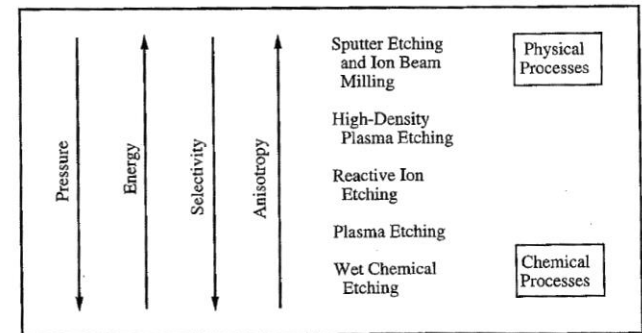 Pressure
Energy
Selectivity
Anisotropy
Sputter Etching
and Ion Beam
Milling
High-Density
Plasma Etching
Reactive Ion
Etching
Plasma Etching
Wet Chemical
Etching
Physical
Processes
Chemical
Processes